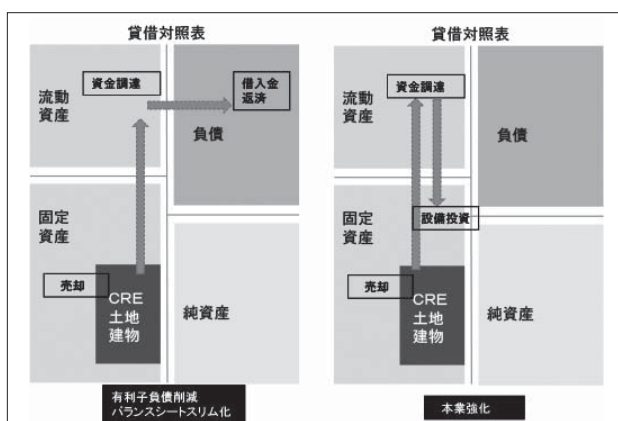 貸借対照表
資金調達
流動
資産
借入金
返済
負債
固定
資産
売却
CRE
土地
建物
純資産
有利子負債削減
バランスシートスリム化
貸借対照表
資金調達
流動
資産
負債
固定
資産
設備投資
売却
CRE
土地
建物
純資産
本業強化